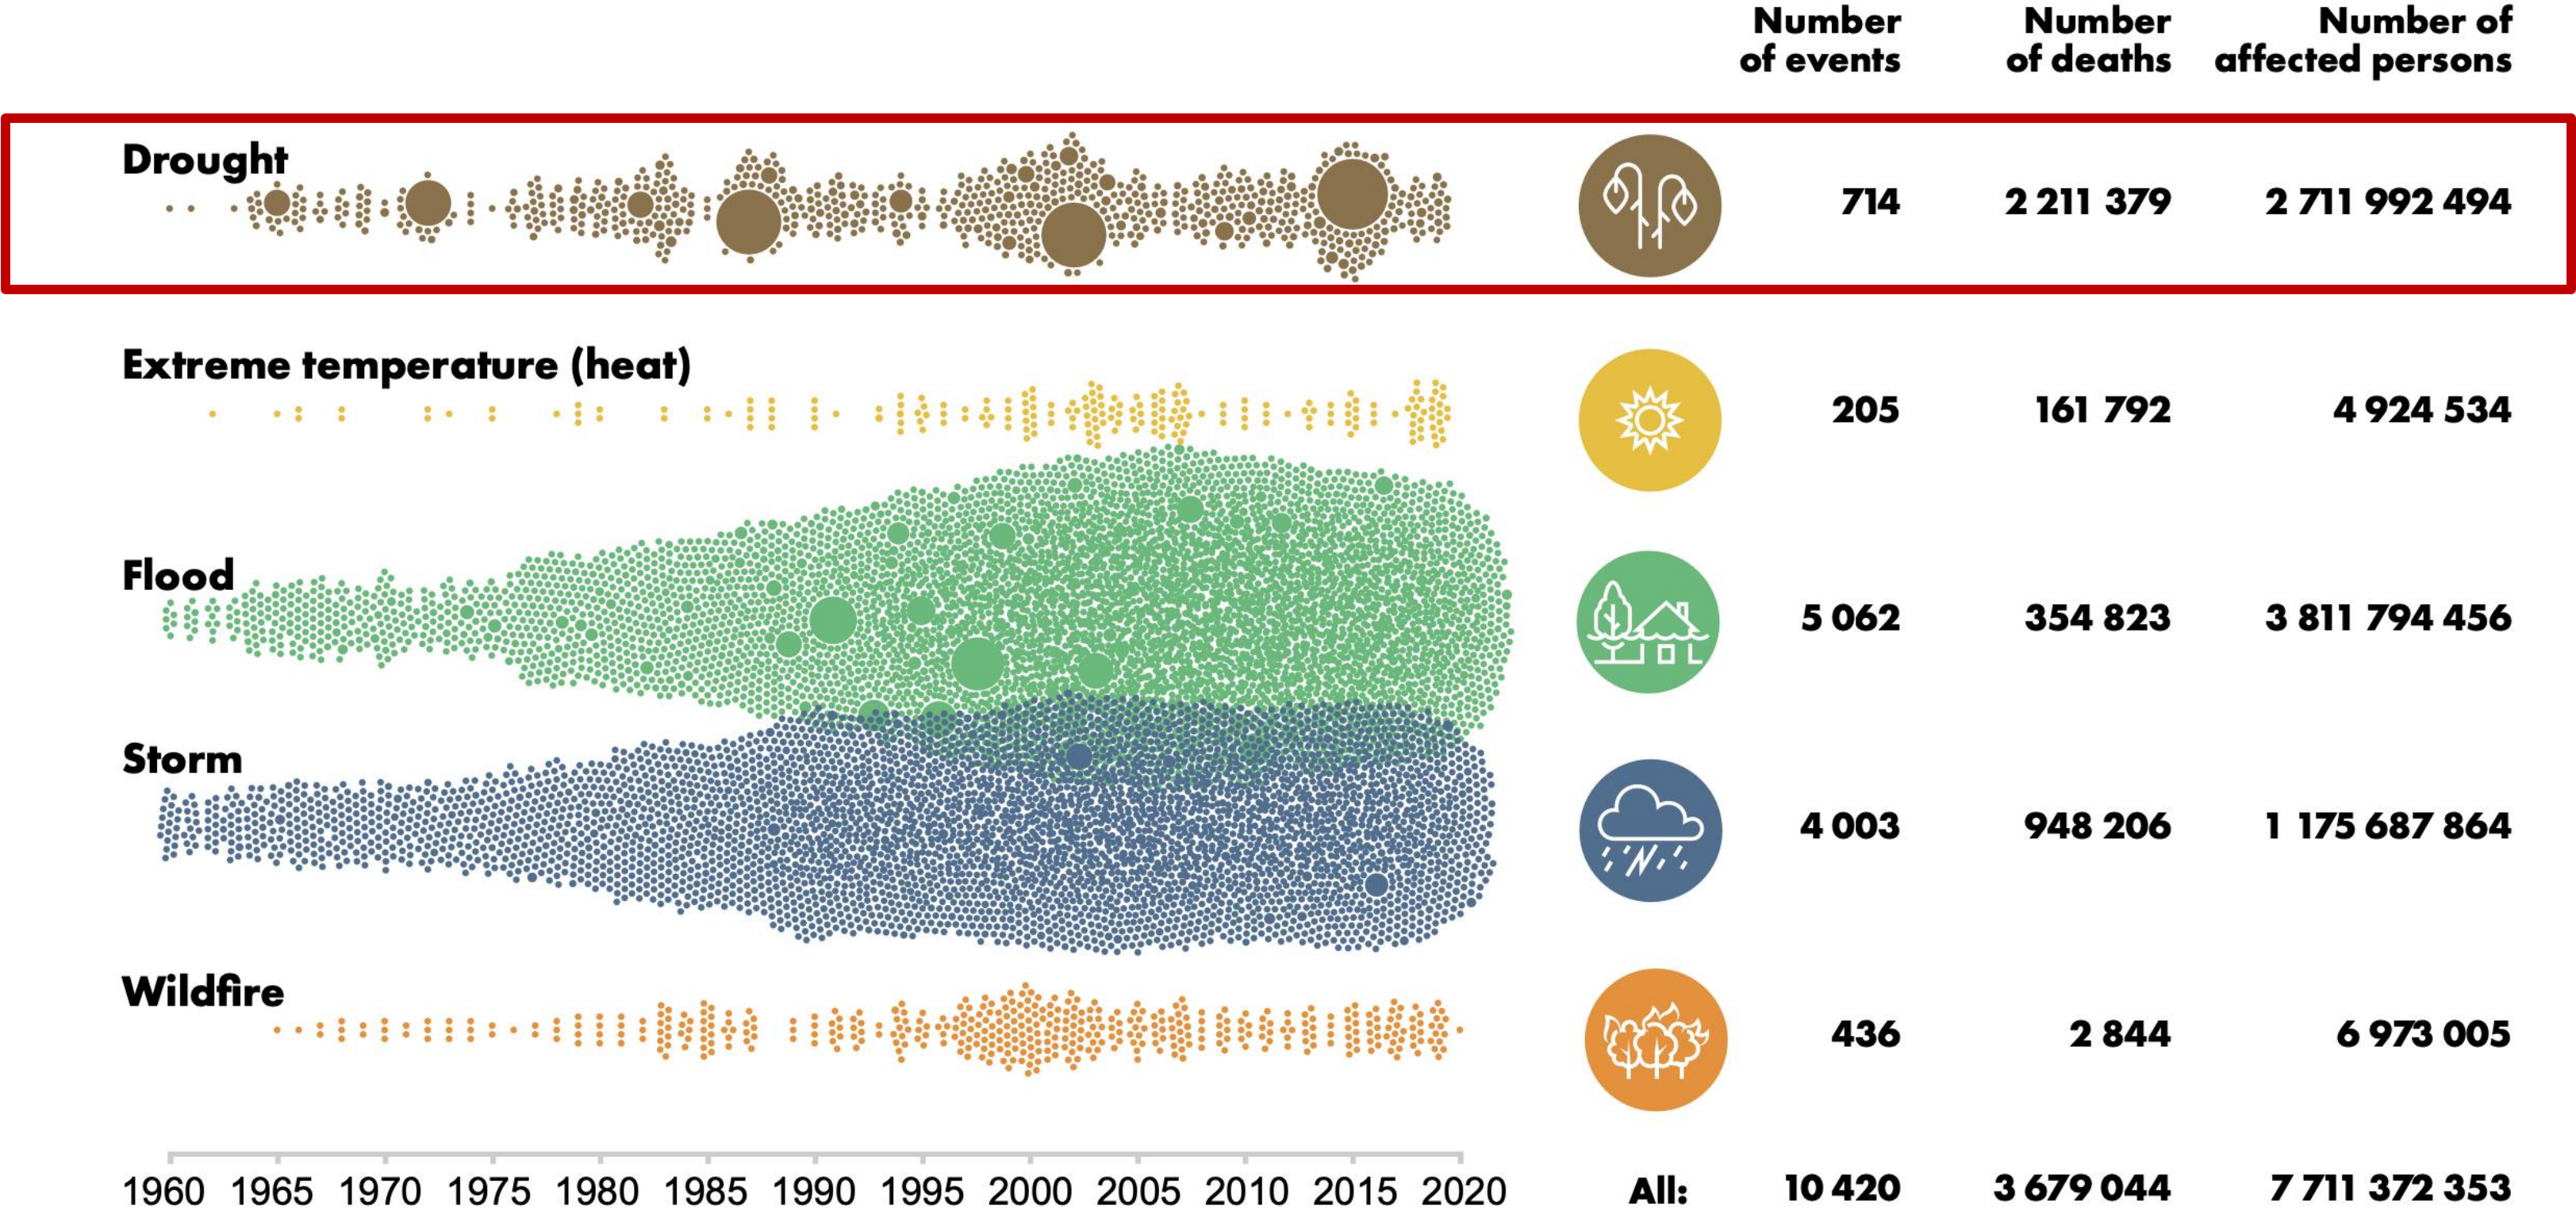 Number of events
Number of deaths
Number of affected persons
Drought
714 2 211 379 2 711 992 494
Extreme temperature (heat)
205 161 792 4 924 534
Flood
5 062 354 823 3 811 794 456
Storm
4 003 948 206 1 175 687 864
Wildfire
436 2 844 6 973 005
1960 1965 1970 1975 1980 1985 1990 1995 2000 2005 2010 2015 2020
All: 10 420 3 679 044 7 711 372 353